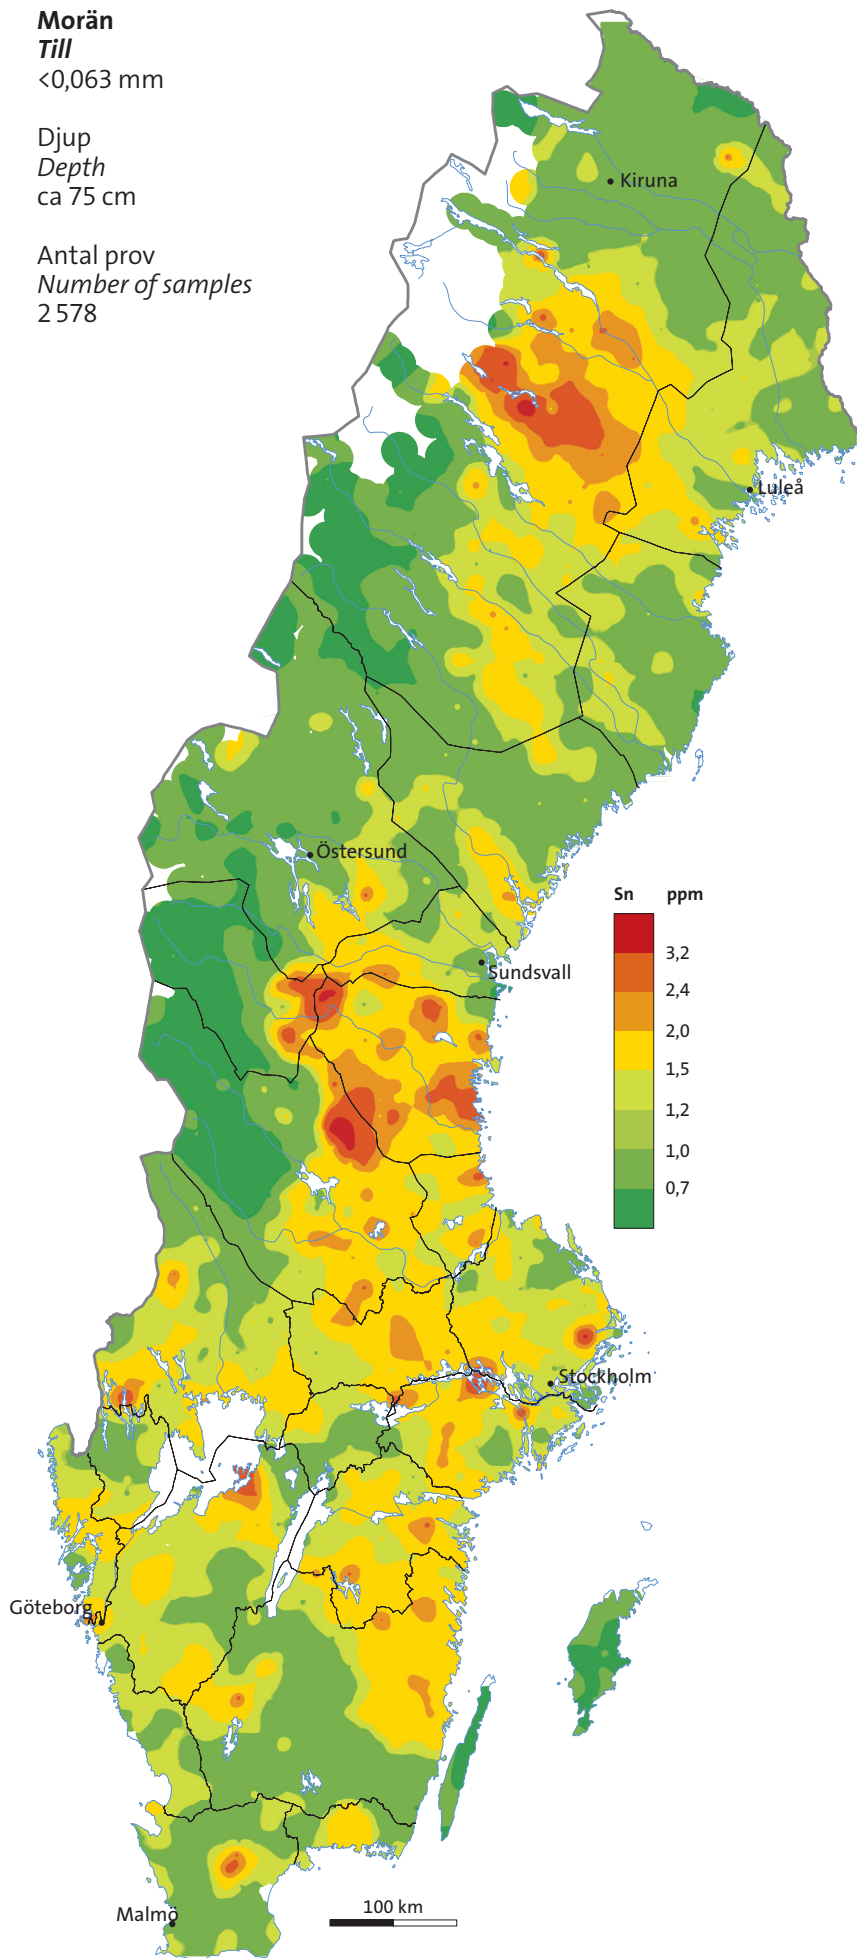 Morän
Till
<0,063 mm
Djup
Depth
ca 75 cm
Antal prov
Number of samples
2 578
Kiruna
Luleå
Östersund
Sn ppm
3,2
2,4
2,0
1,5
1,2
1,0
0,7
Sundsvall
Stockholm
Göteborg
Malmö
100 km